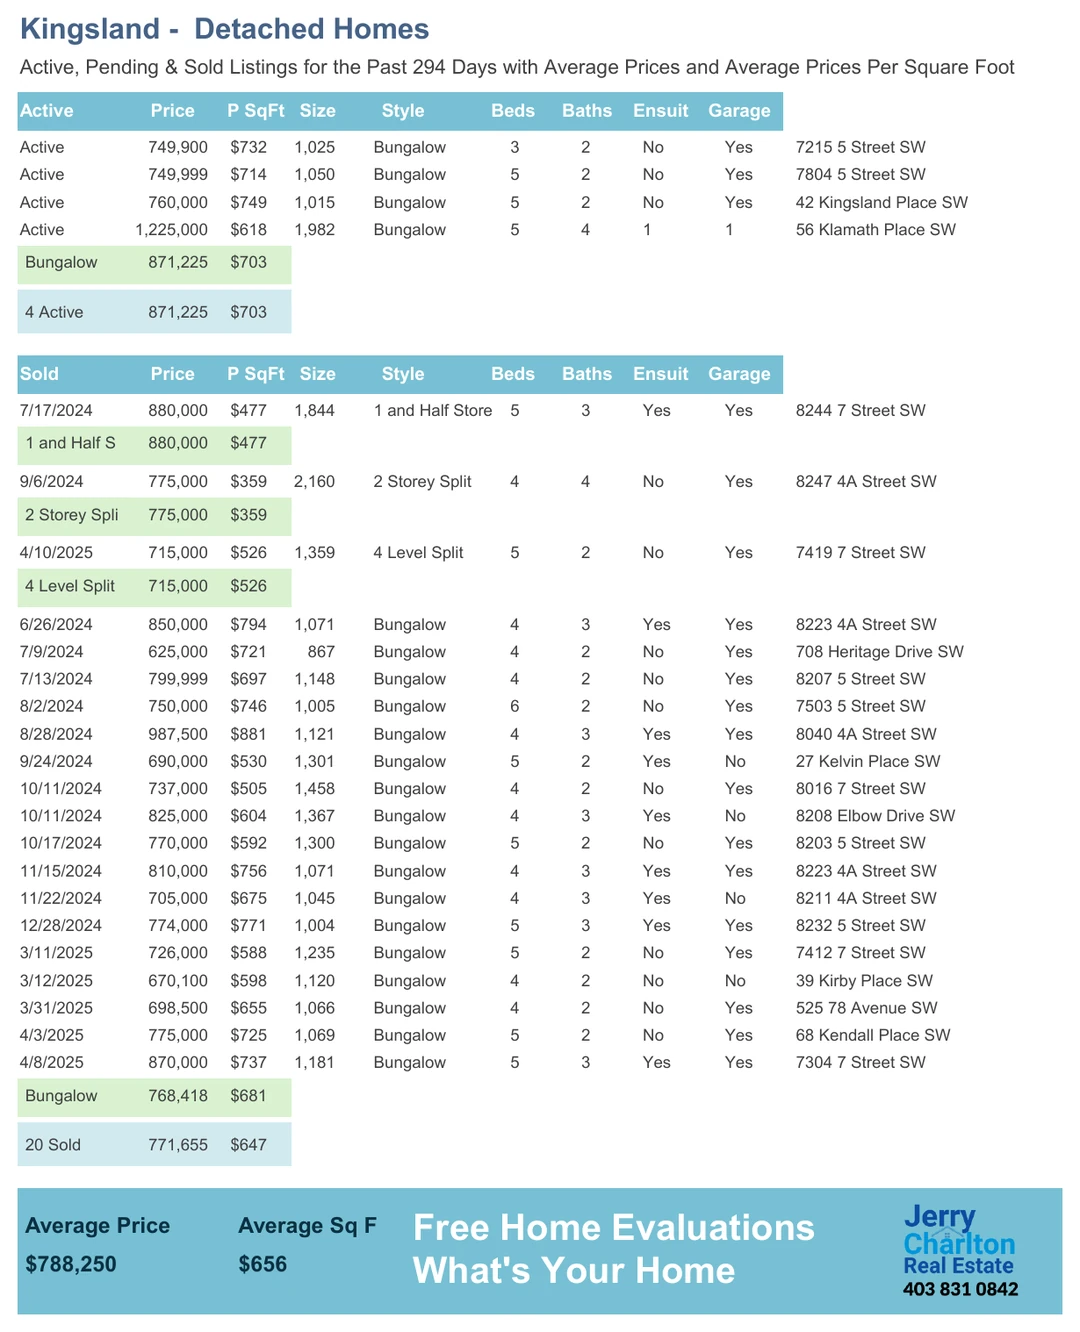 Kingsland - Detached Homes
Active, Pending & Sold Listings for the Past 294 Days with Average Prices and Average Prices Per Square Foot
Active Price P SqFt Size Style Beds Baths Ensuit Garage
Active 749,900 $732 1,025 Bungalow 3 2 No Yes 7215 5 Street SW
Active 749,999 $714 1,050 Bungalow 5 2 No Yes 7804 5 Street SW
Active 760,000 $749 1,015 Bungalow 5 2 No Yes 42 Kingsland Place SW
Active 1,225,000 $618 1,982 Bungalow 5 4 1 1 56 Klamath Place SW
Bungalow 871,225 $703
4 Active 871,225 $703
Sold Price P SqFt Size Style Beds Baths Ensuit Garage
7/17/2024 880,000 $477 1,844 1 and Half Store 5 3 Yes Yes 8244 7 Street SW
1 and Half S 880,000 $477
9/6/2024 775,000 $359 2,160 2 Storey Split 4 4 No Yes 8247 4A Street SW
2 Storey Spli 775,000 $359
4/10/2025 715,000 $526 1,359 4 Level Split 5 2 No Yes 7419 7 Street SW
4 Level Split 715,000 $526
6/26/2024 850,000 $794 1,071 Bungalow 4 3 Yes Yes 8223 4A Street SW
7/9/2024 625,000 $721 867 Bungalow 4 2 No Yes 708 Heritage Drive SW
7/13/2024 799,999 $697 1,148 Bungalow 4 2 No Yes 8207 5 Street SW
8/2/2024 750,000 $746 1,005 Bungalow 6 2 No Yes 7503 5 Street SW
8/28/2024 987,500 $881 1,121 Bungalow 4 3 Yes Yes 8040 4A Street SW
9/24/2024 690,000 $530 1,301 Bungalow 5 2 Yes No 27 Kelvin Place SW
10/11/2024 737,000 $505 1,458 Bungalow 4 2 No Yes 8016 7 Street SW
10/11/2024 825,000 $604 1,367 Bungalow 4 3 Yes No 8208 Elbow Drive SW
10/17/2024 770,000 $592 1,300 Bungalow 5 2 No Yes 8203 5 Street SW
11/15/2024 810,000 $756 1,071 Bungalow 4 3 Yes Yes 8223 4A Street SW
11/22/2024 705,000 $675 1,045 Bungalow 4 3 Yes No 8211 4A Street SW
12/28/2024 774,000 $771 1,004 Bungalow 5 3 Yes Yes 8232 5 Street SW
3/11/2025 726,000 $588 1,235 Bungalow 5 2 No Yes 7412 7 Street SW
3/12/2025 670,100 $598 1,120 Bungalow 4 2 No No 39 Kirby Place SW
3/31/2025 698,500 $655 1,066 Bungalow 4 2 No Yes 525 78 Avenue SW
4/3/2025 775,000 $725 1,069 Bungalow 5 2 No Yes 68 Kendall Place SW
4/8/2025 870,000 $737 1,181 Bungalow 5 3 Yes Yes 7304 7 Street SW
Bungalow 768,418 $681
20 Sold 771,655 $647
Average Price Average Sq F
$788,250 $656
Free Home Evaluations
What's Your Home
Jerry
Charlton
Real Estate
403 831 0842